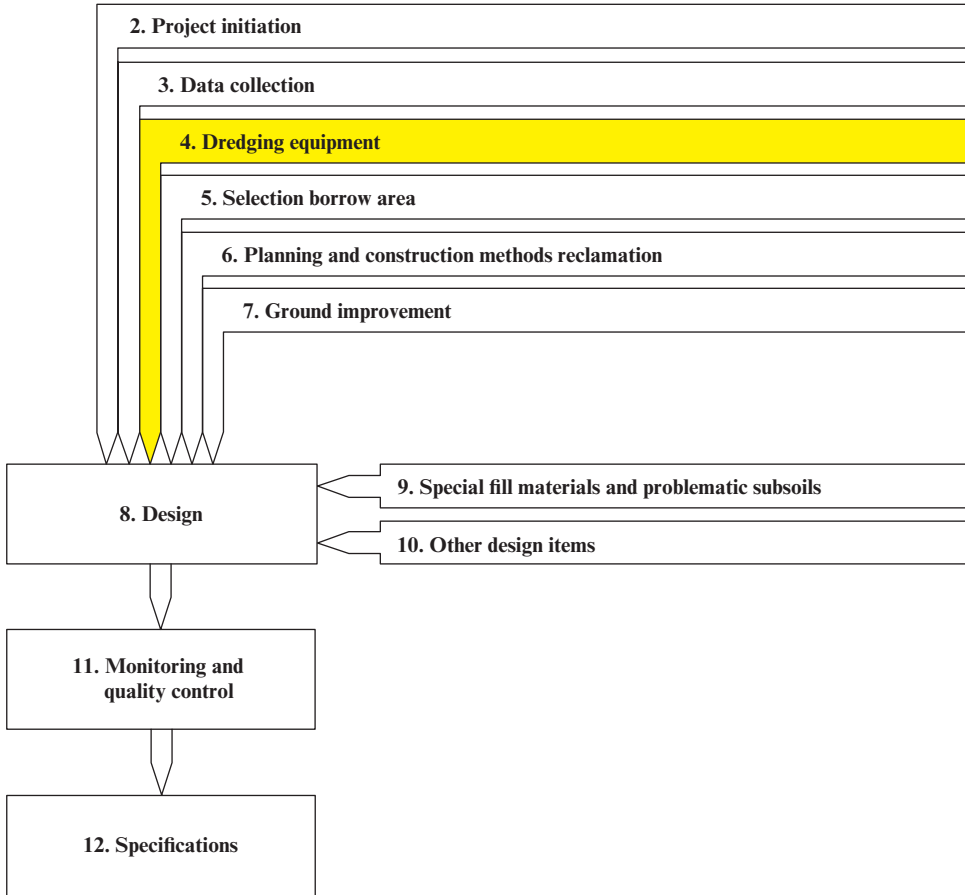 2. Project initiation
3. Data collection
4. Dredging equipment
5. Selection borrow area
6. Planning and construction methods reclamation
7. Ground improvement
8. Design
9. Special fill materials and problematic subsoils
10. Other design items
11. Monitoring and
quality control
12. Specifications